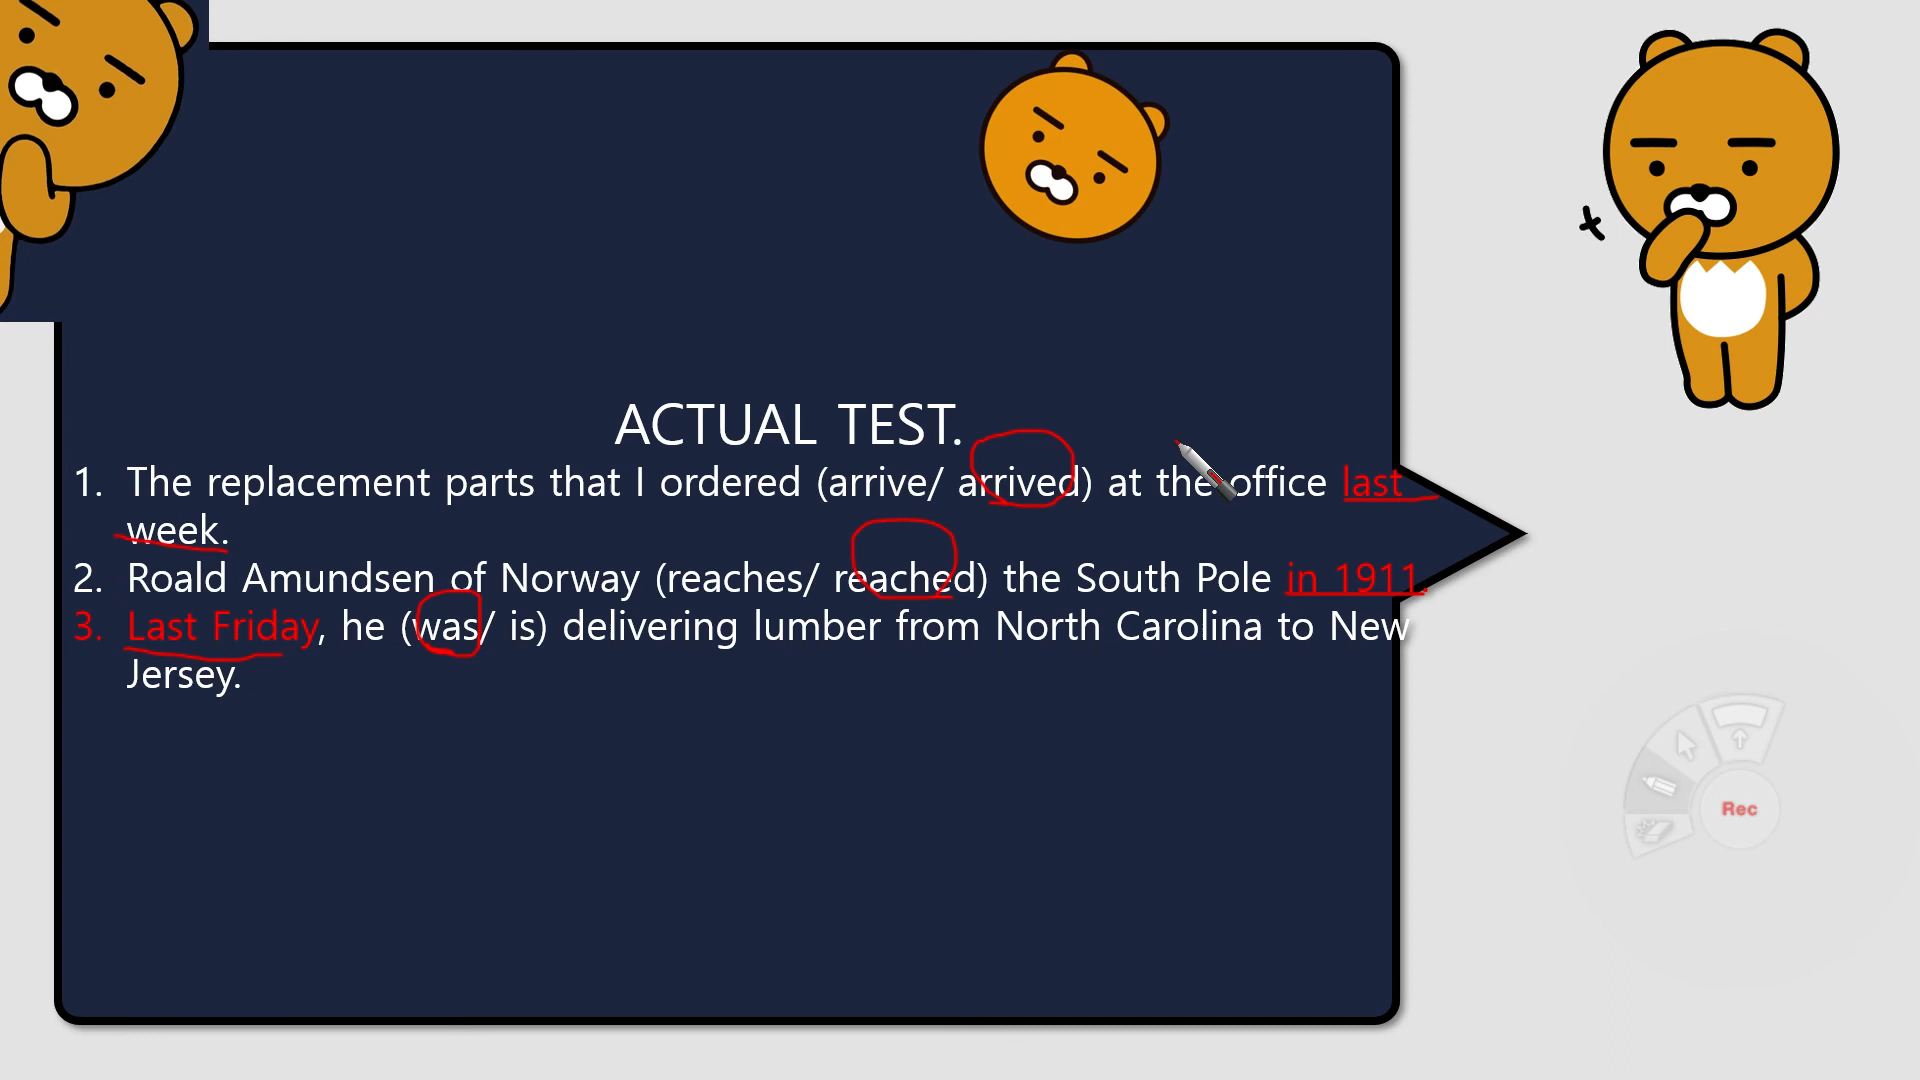 ACTUAL TEST.
1. The replacement parts that I ordered (arrive/ arrived) at the office last
week.
2. Roald Amundsen of Norway (reaches/ reached) the South Pole in 1911.
3. Last Friday, he (was/ is) delivering lumber from North Carolina to New
Jersey.
Rec